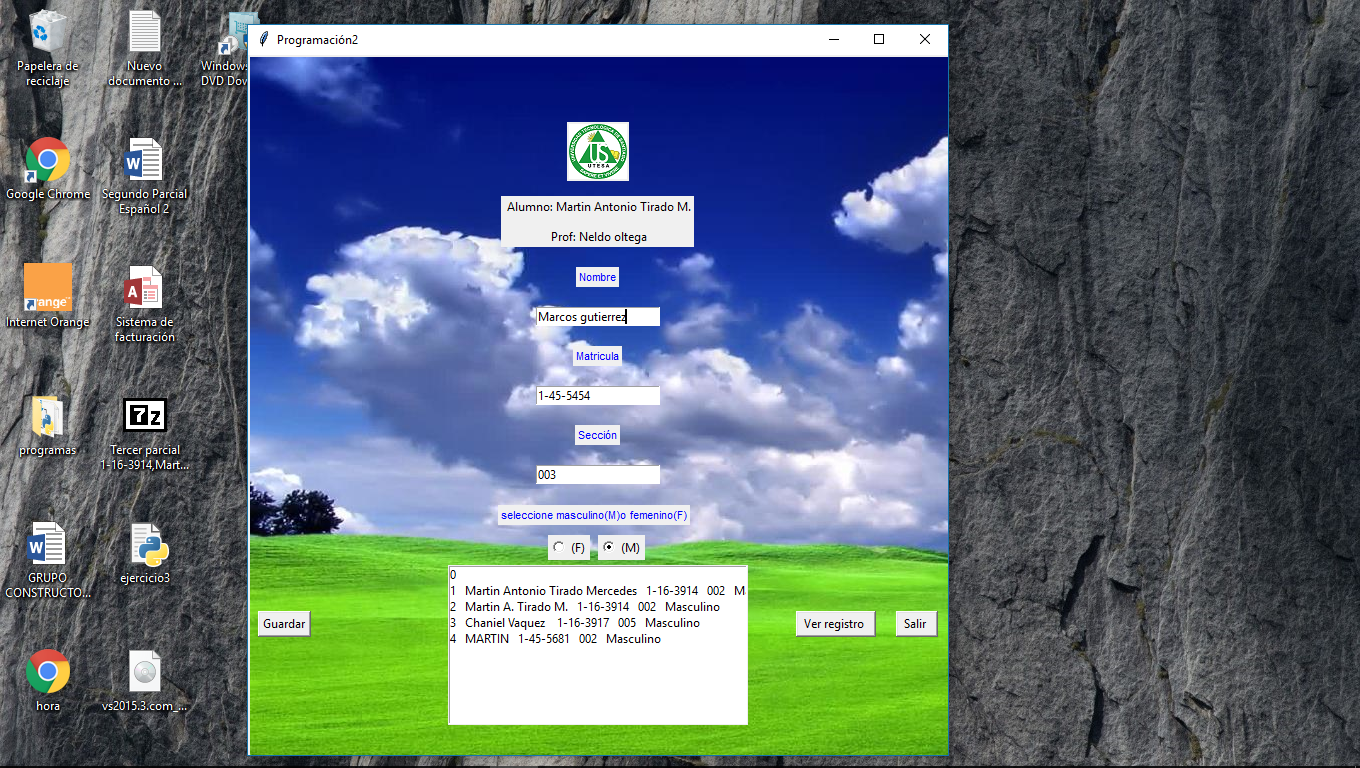 Papelera de
reciclaje
Nuevo
documento ...
Windows
DVD Dow
Google Chrome
Segundo Parcial
Español 2
Internet Orange
Sistema de
facturación
programas
Tercer parcial
1-16-3914,Mart...
GRUPO
CONSTRUCTO...
ejercicio3
hora
vs2015.3.com_...
Programación2
UTESA
Alumno: Martin Antonio Tirado M.
Prof: Neldo oltega
Nombre
Marcos gutierrez
Matricula
1-45-5454
Sección
003
seleccione masculino(M)o femenino(F)
(F) (M)
0
1 Martin Antonio Tirado Mercedes 1-16-3914 002 M
2 Martin A. Tirado M. 1-16-3914 002 Masculino
3 Chaniel Vaquez 1-16-3917 005 Masculino
4 MARTIN 1-45-5681 002 Masculino
Guardar
Ver registro
Salir